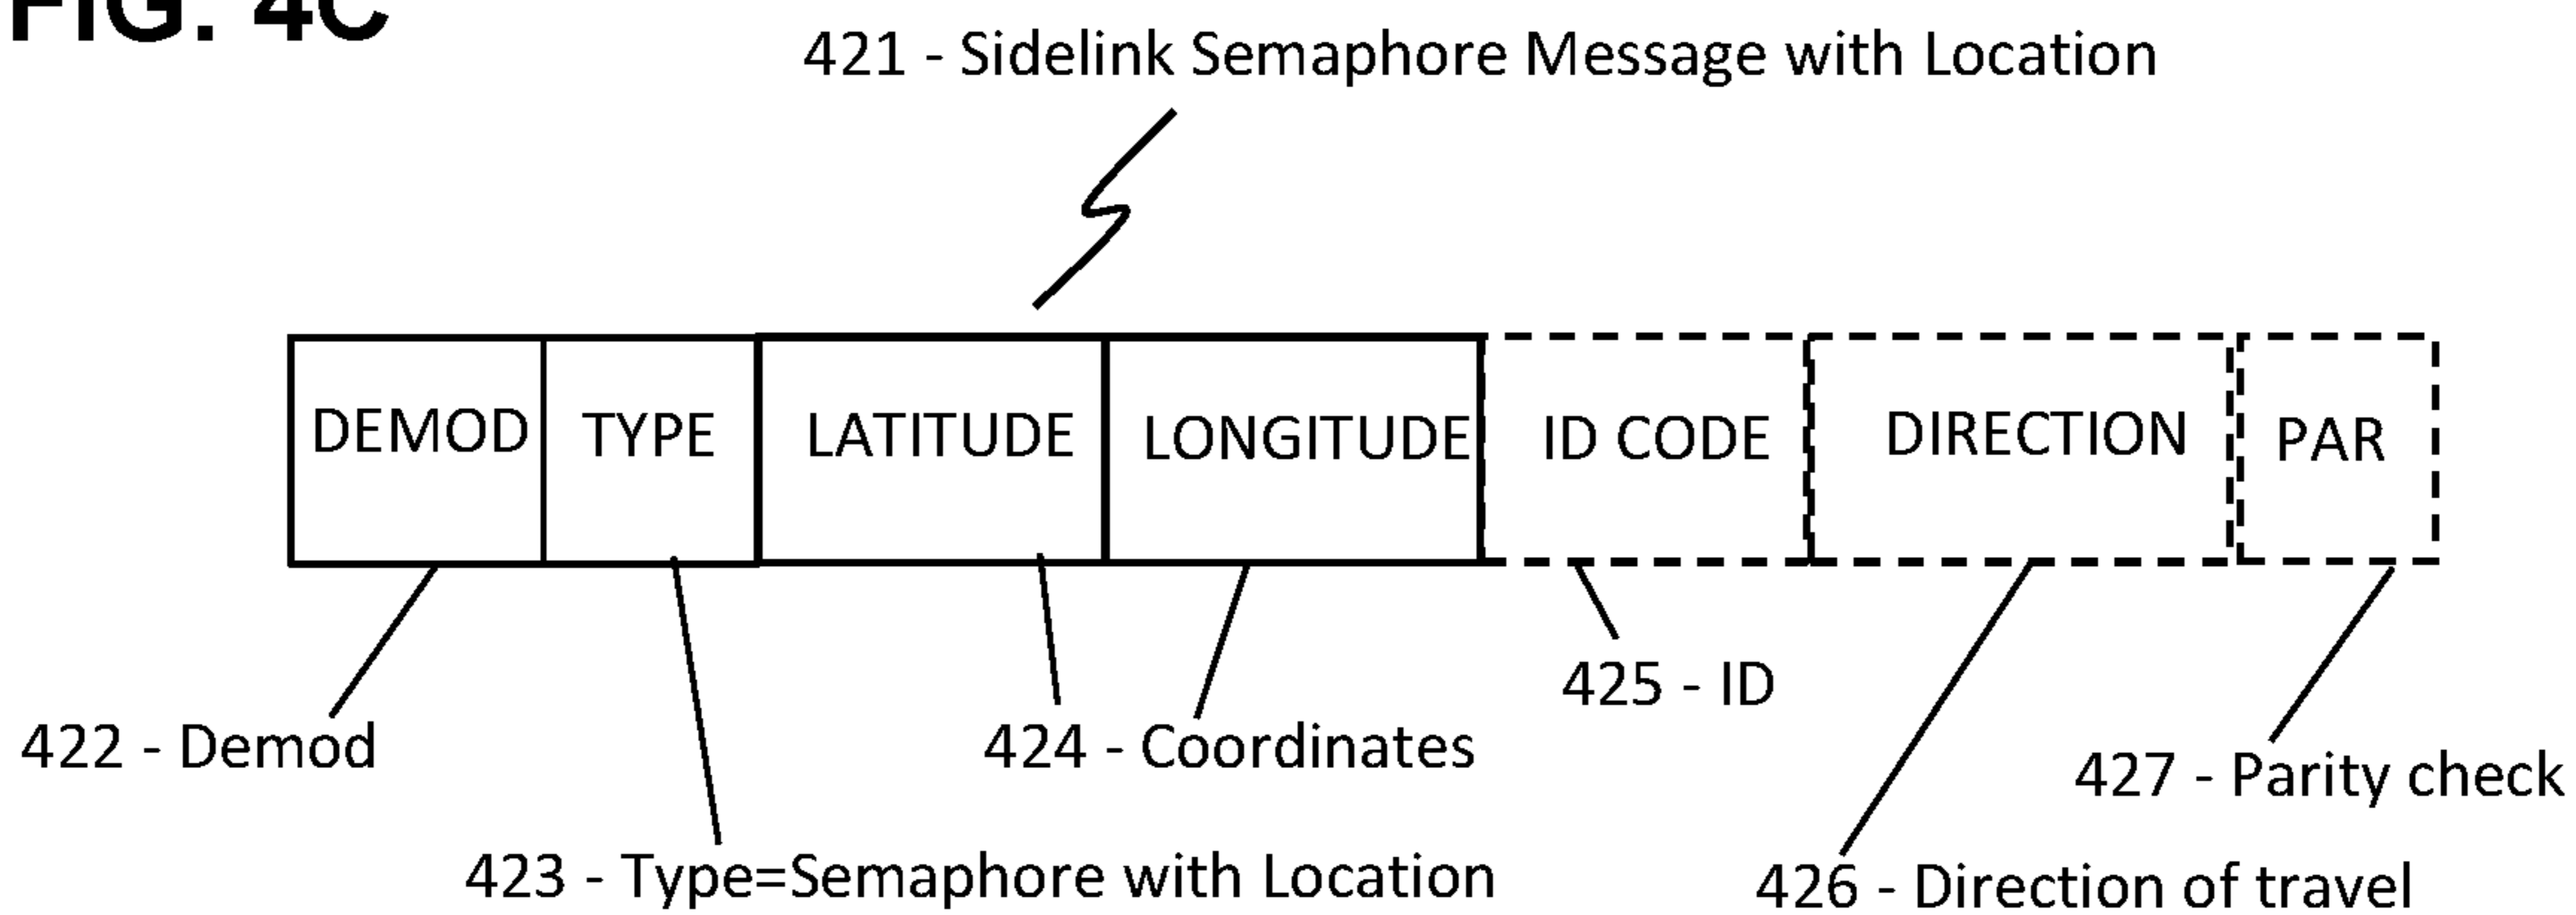 FIG. 4C
421 - Sidelink Semaphore Message with Location
DEMOD TYPE LATITUDE LONGITUDE ID CODE DIRECTION PAR
425 - ID
422 - Demod
424 - Coordinates
427 - Parity check
423 - Type=Semaphore with Location
426 - Direction of travel